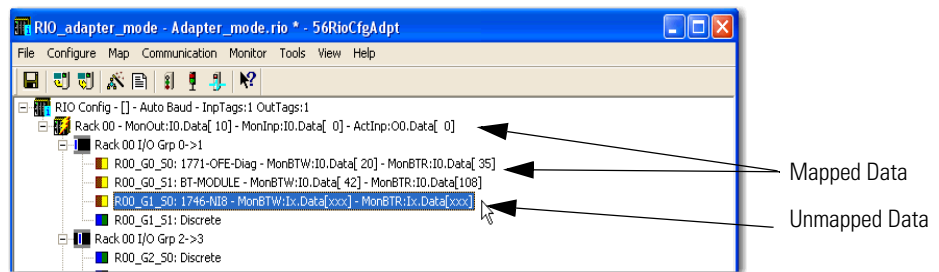 RIO_adapter_mode - Adapter_mode.rio * - 56RioCfgAdpt
File Configure Map Communication Monitor Tools View Help
RIO Config - [] - Auto Baud - InpTags:1 OutTags:1
Rack 00 - MonOut:I0.Data[ 10] - MonInp:I0.Data[ 0] - ActInp:O0.Data[ 0]
Rack 00 I/O Grp 0->1
R00_G0_S0: 1771-OFE-Diag - MonBTW:I0.Data[ 20] - MonBTR:I0.Data[ 35]
Mapped Data
R00_G0_S1: BT-MODULE - MonBTW:I0.Data[ 42] - MonBTR:I0.Data[108]
R00_G1_S0: 1746-NI8 - MonBTW:Ix.Data[xxx] - MonBTR:Ix.Data[xxx]
Unmapped Data
R00_G1_S1: Discrete
Rack 00 I/O Grp 2->3
R00_G2_S0: Discrete